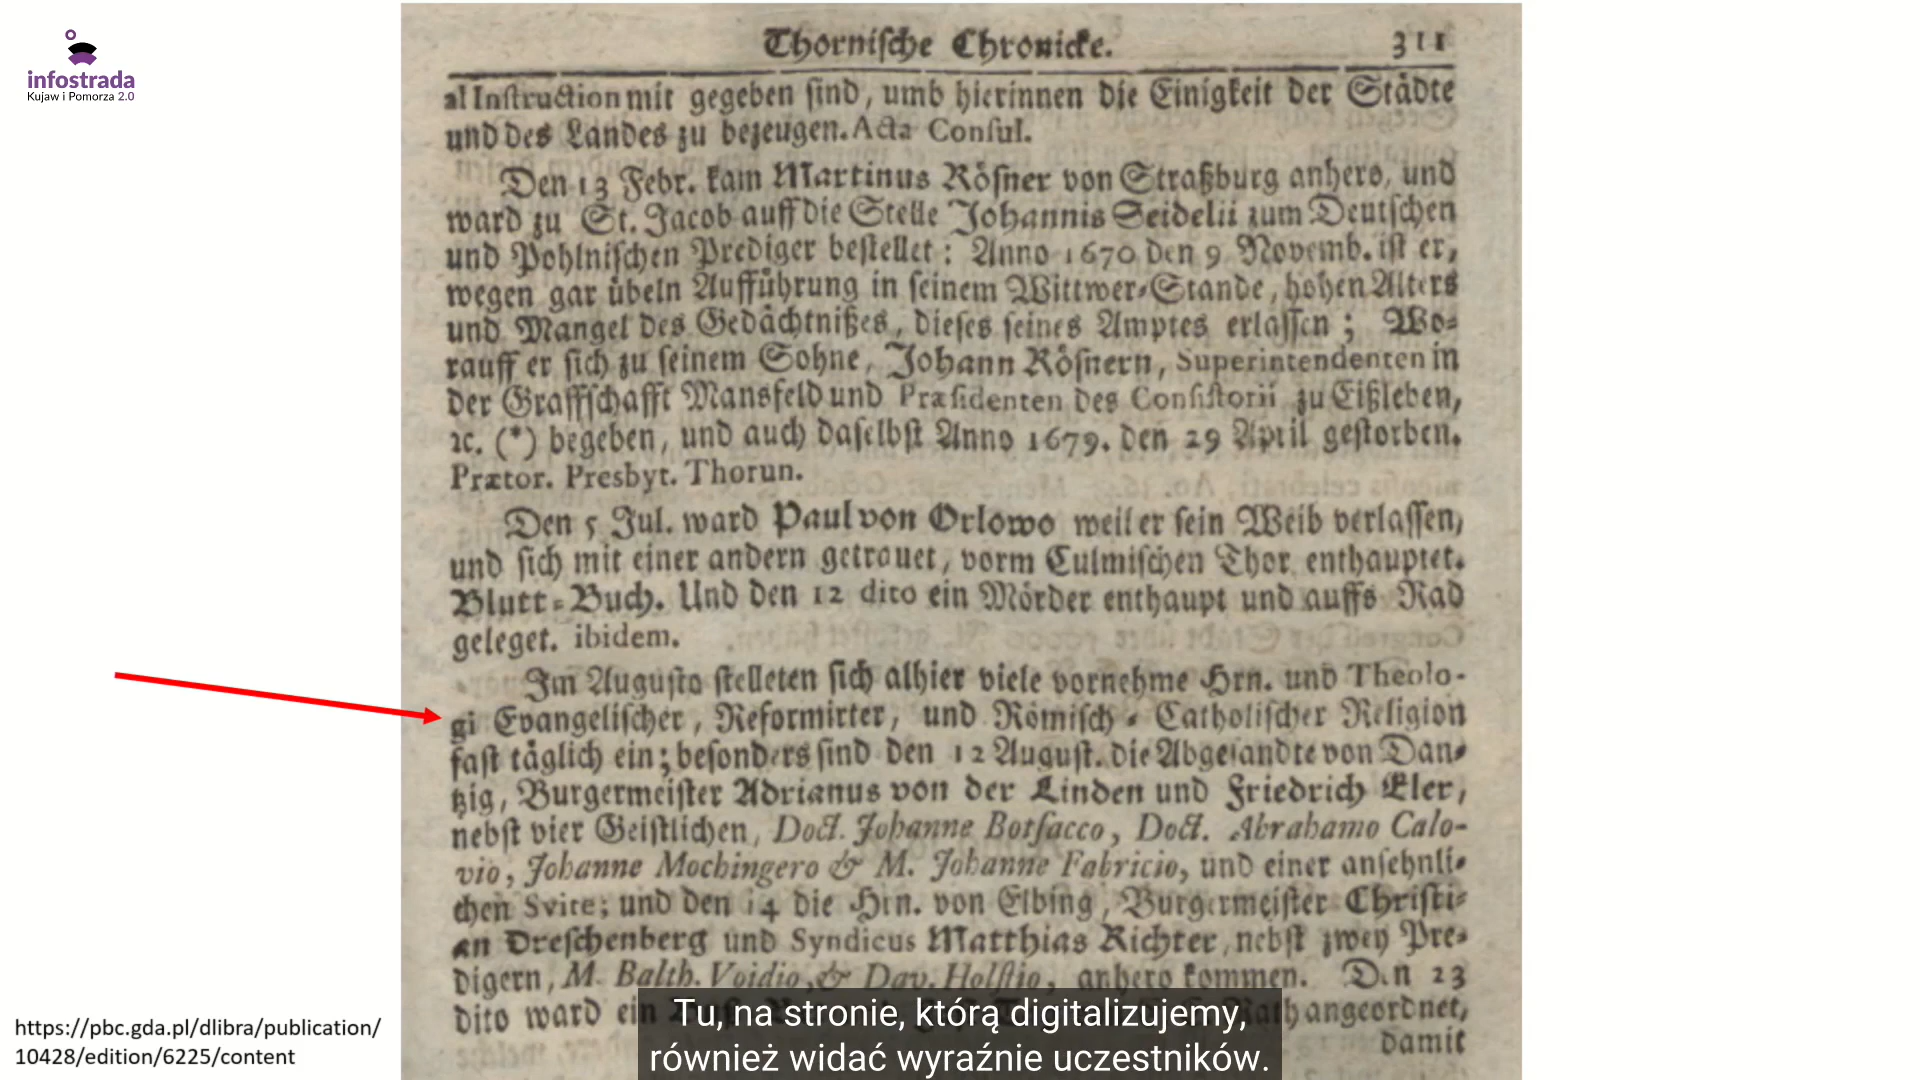 infostrada
Kujaw i Pomorza 2.0
Thornische Chronicke. 311
al Instruction mit gegeben sind, umb hierinnen die Einigkeit der Städte
und des Landes zu bezeugen. Acta Consul.
Den 13 Febr. kam Martinus Rösner von Straßburg anhero, und
ward zu St. Jacob auff die Stelle Johannis Seidelii zum Deutschen
und Pohlnischen Prediger bestellet: Anno 1670 den 9 Novemb. ist er,
wegen gar übeln Aufführung in seinem Wittwer-Stande, hohen Alters
und Mangel des Gedächtnißes, dieses seines Amptes erlassen; Wo-
rauff er sich zu seinem Sohne, Johann Rösnern, Superintendenten in
der Graffschafft Mansfeld und Præsidenten des Consistorii zu Eißleben,
ꝛc. (*) begeben, und auch daselbst Anno 1679. den 29 April gestorben.
Prætor. Presbyt. Thorun.
Den 5 Jul. ward Paul von Orlowo weil er sein Weib verlassen,
und sich mit einer andern getrauet, vorm Culmischen Thor enthauptet.
Blutt-Buch. Und den 12 dito ein Mörder enthaupt und auffs Rad
geleget. ibidem.
Im Augusto stelleten sich alhier viele vornehme Hrn. und Theolo-
gi Evangelischer, Reformirter, und Römisch-Catholischer Religion
fast täglich ein; besonders sind den 12 August. die Abgesandte von Dan-
tzig, Burgermeister Adrianus von der Linden und Friedrich Eler,
nebst vier Geistlichen, Doct. Johanne Botsacco, Doct. Abrahamo Calo-
vio, Johanne Mochingero & M. Johanne Fabricio, und einer ansehnli-
chen Svite; und den 14 die Hrn. von Elbing, Burgermeister Christi-
an Dreschenberg und Syndicus Matthias Richter, nebst zwey Pre-
digern, M. Balth. Voidio, & Dav. Holstio, anhero kommen. Den 23
dito ward ein Rath angeordnet,
damit
https://pbc.gda.pl/dlibra/publication/
10428/edition/6225/content
Tu, na stronie, którą digitalizujemy,
również widać wyraźnie uczestników.